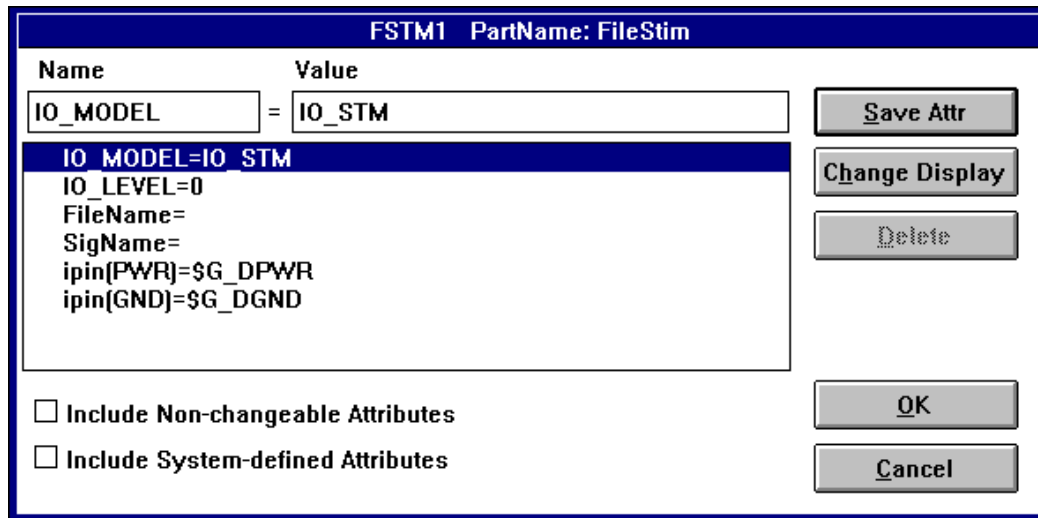 FSTM1 PartName: FileStim
Name Value
IO_MODEL = IO_STM
Save Attr
IO_MODEL=IO_STM
Change Display
IO_LEVEL=0
FileName=
SigName=
Delete
ipin(PWR)=$G_DPWR
ipin(GND)=$G_DGND
Include Non-changeable Attributes
OK
Include System-defined Attributes
Cancel